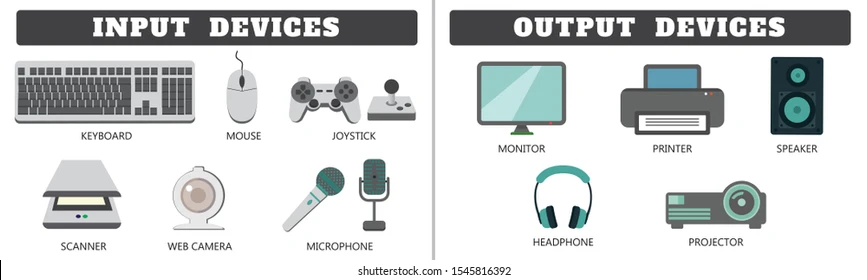 INPUT DEVICES
KEYBOARD
MOUSE
JOYSTICK
SCANNER
WEB CAMERA
MICROPHONE
OUTPUT DEVICES
MONITOR
PRINTER
SPEAKER
HEADPHONE
PROJECTOR
shutterstock.com · 1545816392